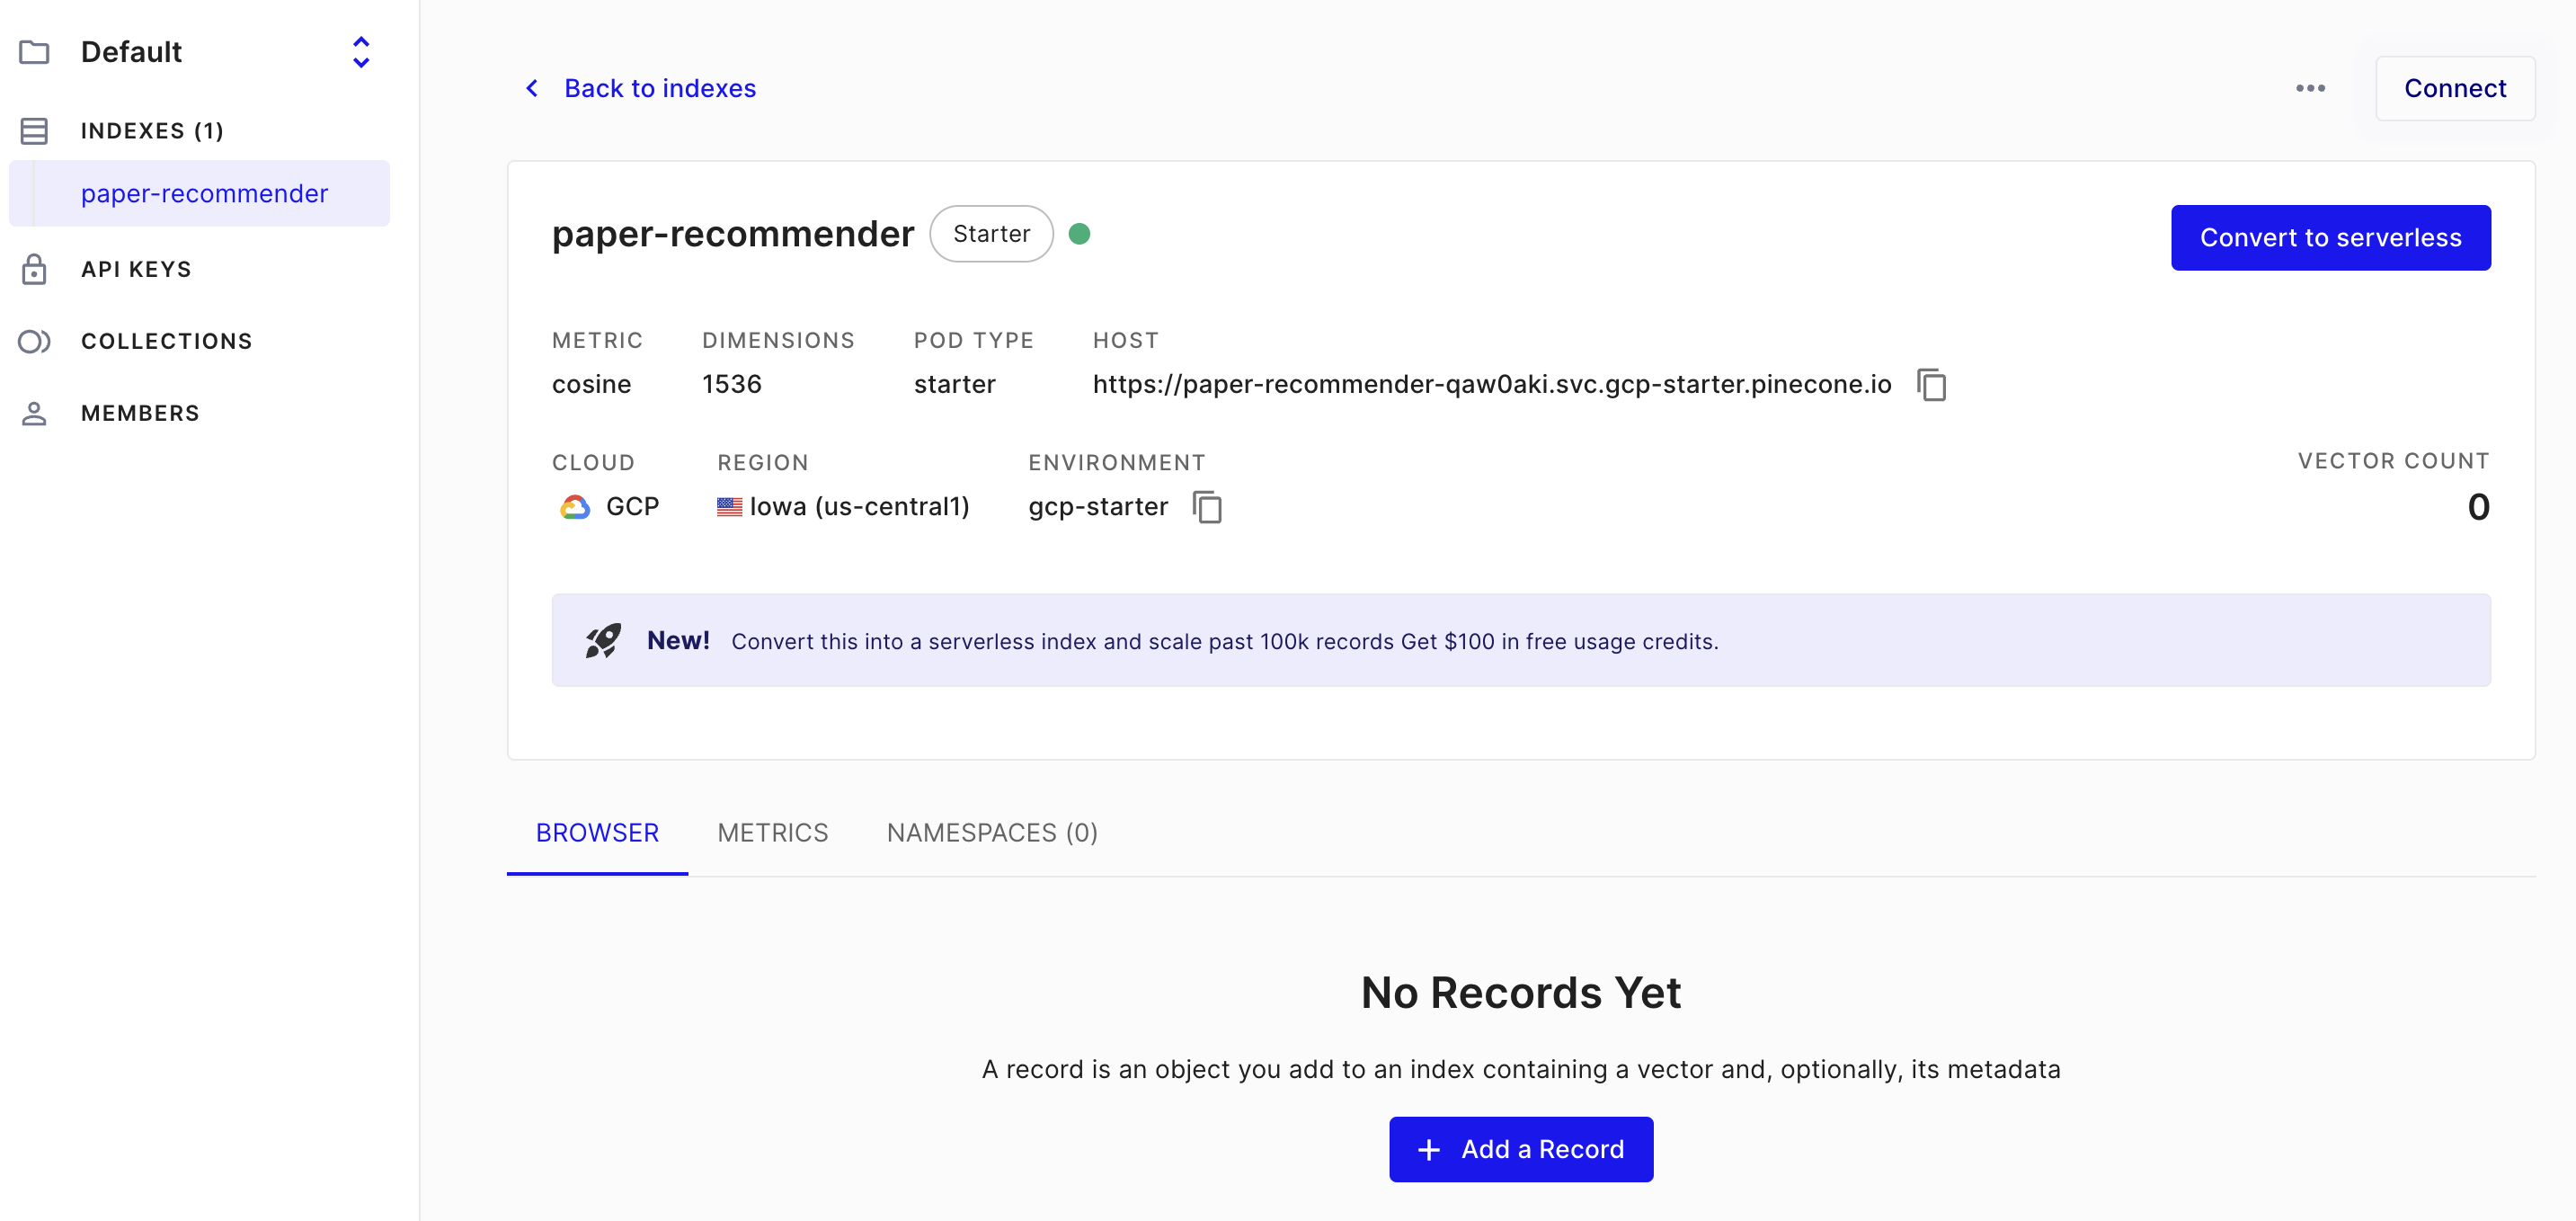 Default
INDEXES (1)
paper-recommender
API KEYS
COLLECTIONS
MEMBERS
Back to indexes
Connect
paper-recommender Starter
Convert to serverless
METRIC DIMENSIONS POD TYPE HOST
cosine 1536 starter https://paper-recommender-qaw0aki.svc.gcp-starter.pinecone.io
CLOUD REGION ENVIRONMENT VECTOR COUNT
GCP Iowa (us-central1) gcp-starter 0
New! Convert this into a serverless index and scale past 100k records Get $100 in free usage credits.
BROWSER METRICS NAMESPACES (0)
No Records Yet
A record is an object you add to an index containing a vector and, optionally, its metadata
+ Add a Record